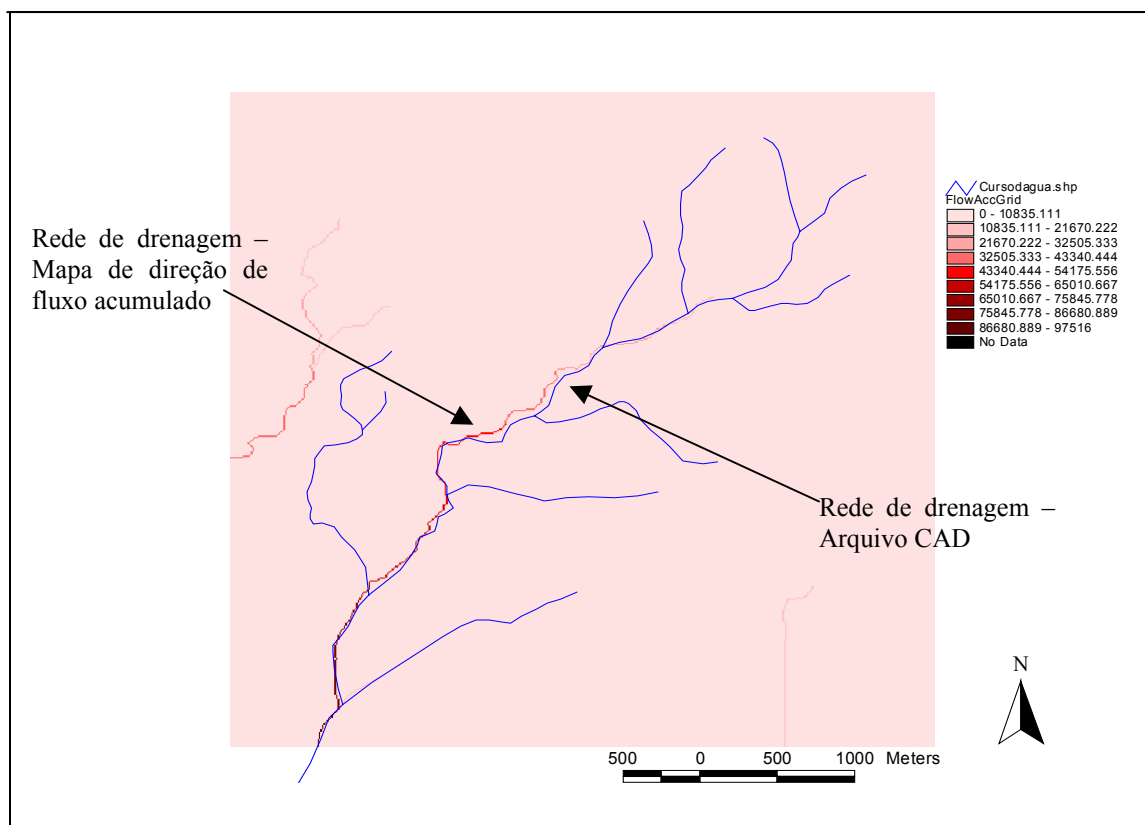 Rede de drenagem –
Mapa de direção de
fluxo acumulado
Cursodagua.shp
FlowAccGrid
0 - 10835.111
10835.111 - 21670.222
21670.222 - 32505.333
32505.333 - 43340.444
43340.444 - 54175.556
54175.556 - 65010.667
65010.667 - 75845.778
75845.778 - 86680.889
86680.889 - 97516
No Data
Rede de drenagem –
Arquivo CAD
N
500 0 500 1000 Meters